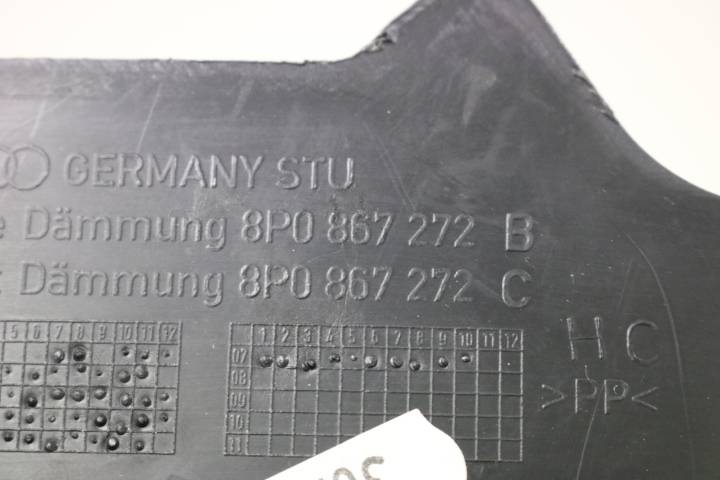 GERMANY STU
Dämmung 8P0 867 272 B
Dämmung 8P0 867 272 C
5 6 7 8 9 10 11 12
1 2 3 4 5 6 7 8 9 10 11 12
07
08
09
10
11
HC
>PP<